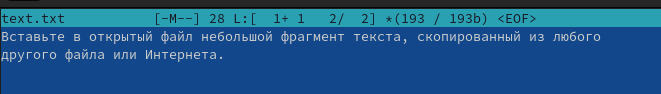 text.txt [-M--] 28 L:[ 1+ 1 2/ 2] *(193 / 193b) <EOF>
Вставьте в открытый файл небольшой фрагмент текста, скопированный из любого
другого файла или Интернета.